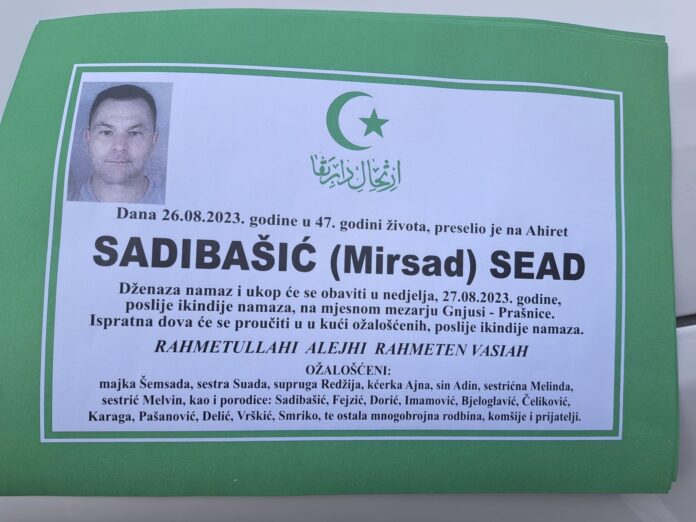 ارتحال دار بقا
Dana 26.08.2023. godine u 47. godini života, preselio je na Ahiret
SADIBAŠIĆ (Mirsad) SEAD
Dženaza namaz i ukop će se obaviti u nedjelja, 27.08.2023. godine,
poslije ikindije namaza, na mjesnom mezarju Gnjusi - Prašnice.
Ispratna dova će se proučiti u u kući ožalošćenih, poslije ikindije namaza.
RAHMETULLAHI ALEJHI RAHMETEN VASIAH
OŽALOŠĆENI:
majka Šemsada, sestra Suada, supruga Redžija, kćerka Ajna, sin Adin, sestrična Melinda,
sestrić Melvin, kao i porodice: Sadibašić, Fejzić, Dorić, Imamović, Bjeloglavić, Čeliković,
Karaga, Pašanović, Delić, Vrškić, Smriko, te ostala mnogobrojna rodbina, komšije i prijatelji.